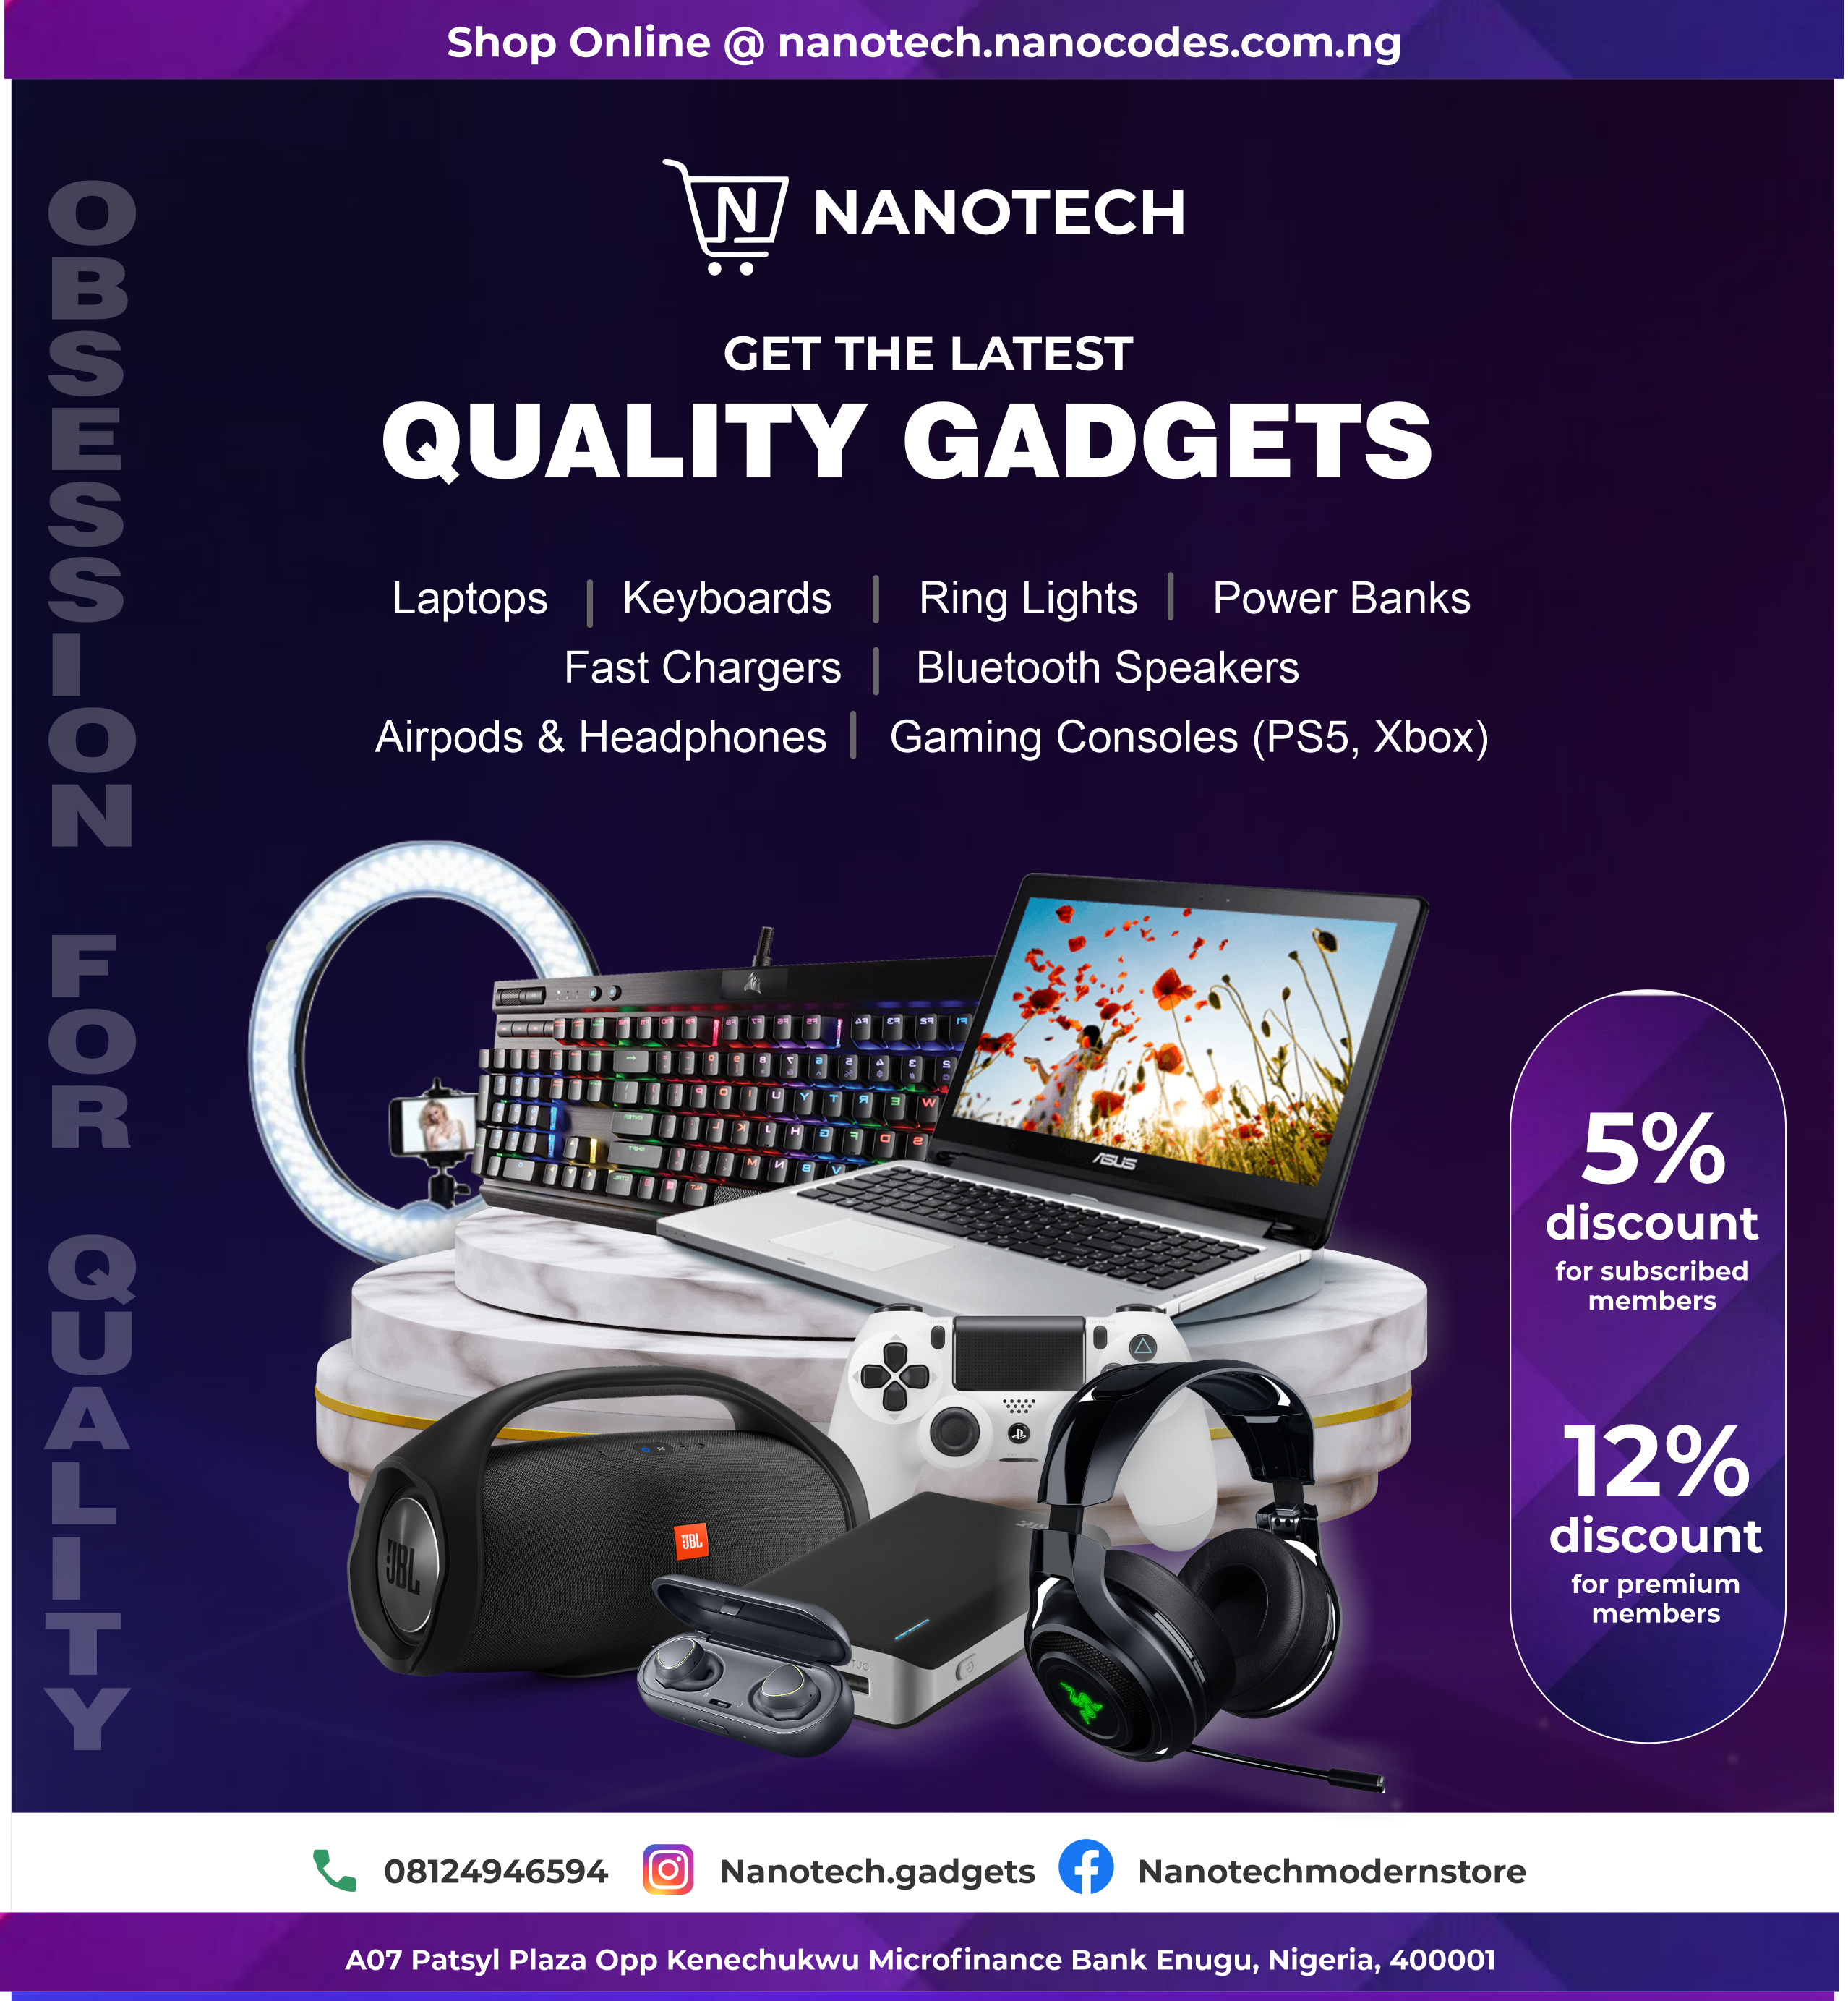 Shop Online @ nanotech.nanocodes.com.ng
N NANOTECH
GET THE LATEST
QUALITY GADGETS
Laptops | Keyboards | Ring Lights | Power Banks
Fast Chargers | Bluetooth Speakers
Airpods & Headphones | Gaming Consoles (PS5, Xbox)
OBSESSION FOR QUALITY
ASUS
JBL
JBL
5%
discount
for subscribed
members
12%
discount
for premium
members
08124946594 Nanotech.gadgets Nanotechmodernstore
A07 Patsyl Plaza Opp Kenechukwu Microfinance Bank Enugu, Nigeria, 400001